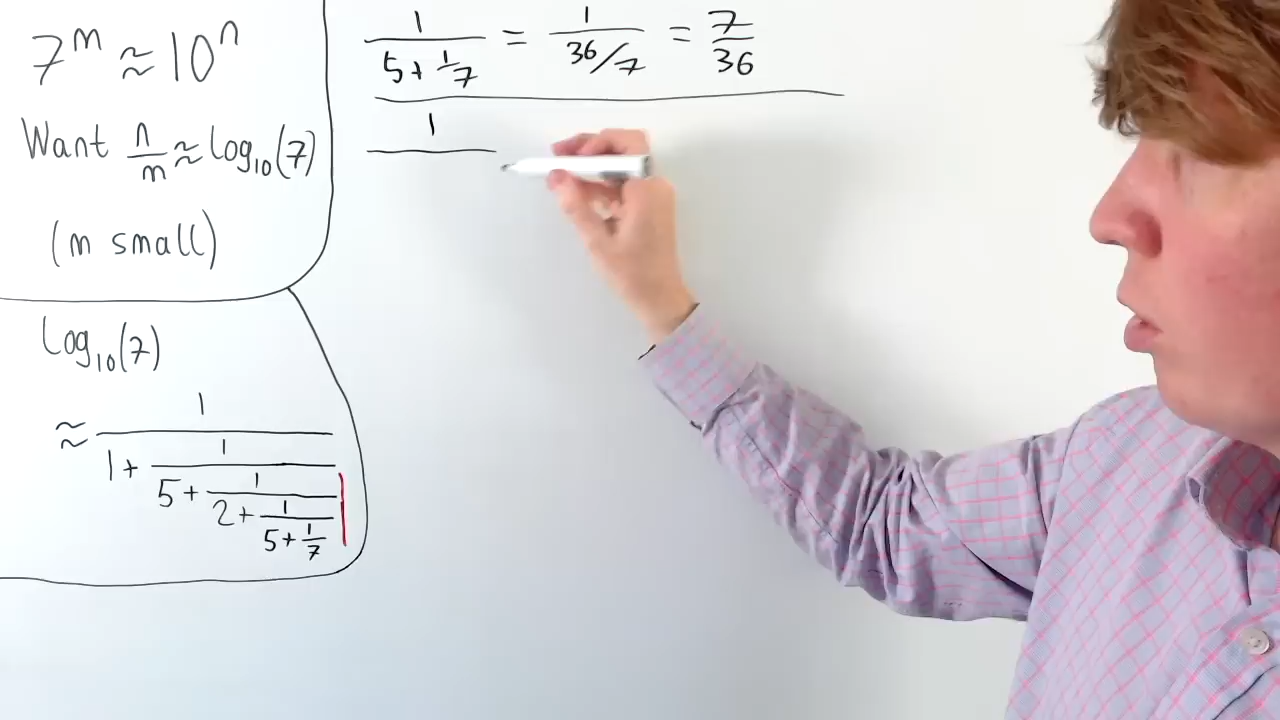 7^m ≈ 10^n
Want n/m ≈ log₁₀(7)
(m small)
log₁₀(7)
≈ 1/(1+1/(5+1/(2+1/(5+1/7))))
1/(5+1/7) = 1/(36/7) = 7/36
1